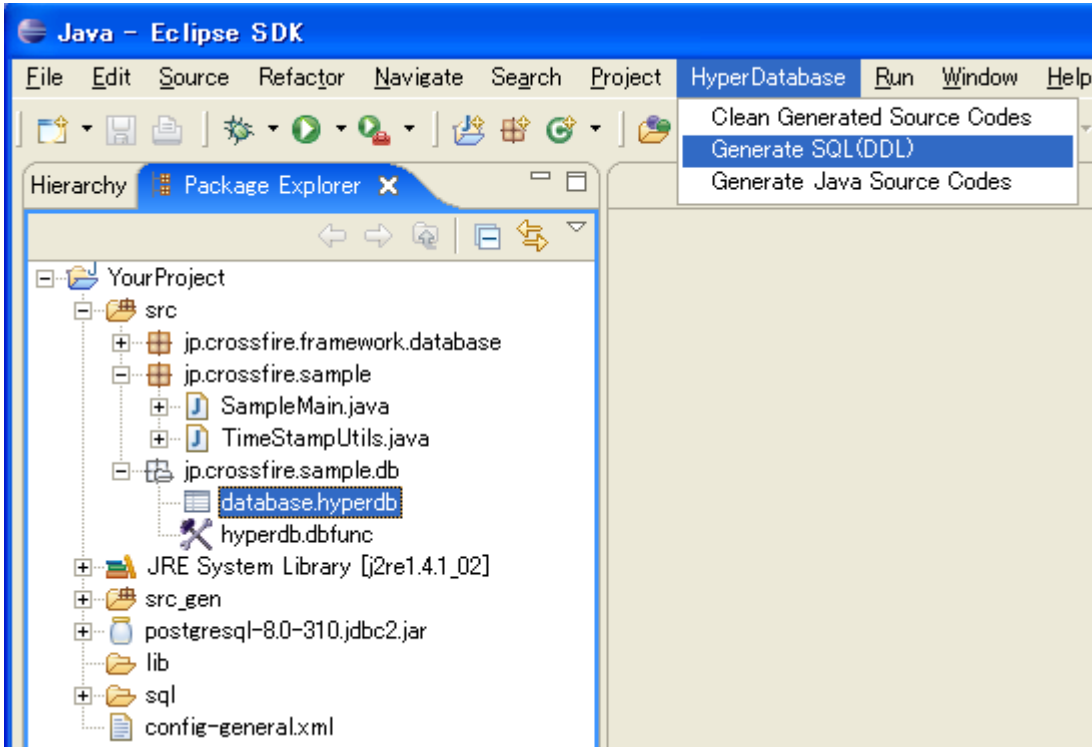 Java - Eclipse SDK
File Edit Source Refactor Navigate Search Project HyperDatabase Run Window Help
Clean Generated Source Codes
Generate SQL(DDL)
Generate Java Source Codes
Hierarchy Package Explorer
YourProject
src
jp.crossfire.framework.database
jp.crossfire.sample
SampleMain.java
TimeStampUtils.java
jp.crossfire.sample.db
database.hyperdb
hyperdb.dbfunc
JRE System Library [j2re1.4.1_02]
src_gen
postgresql-8.0-310.jdbc2.jar
lib
sql
config-general.xml